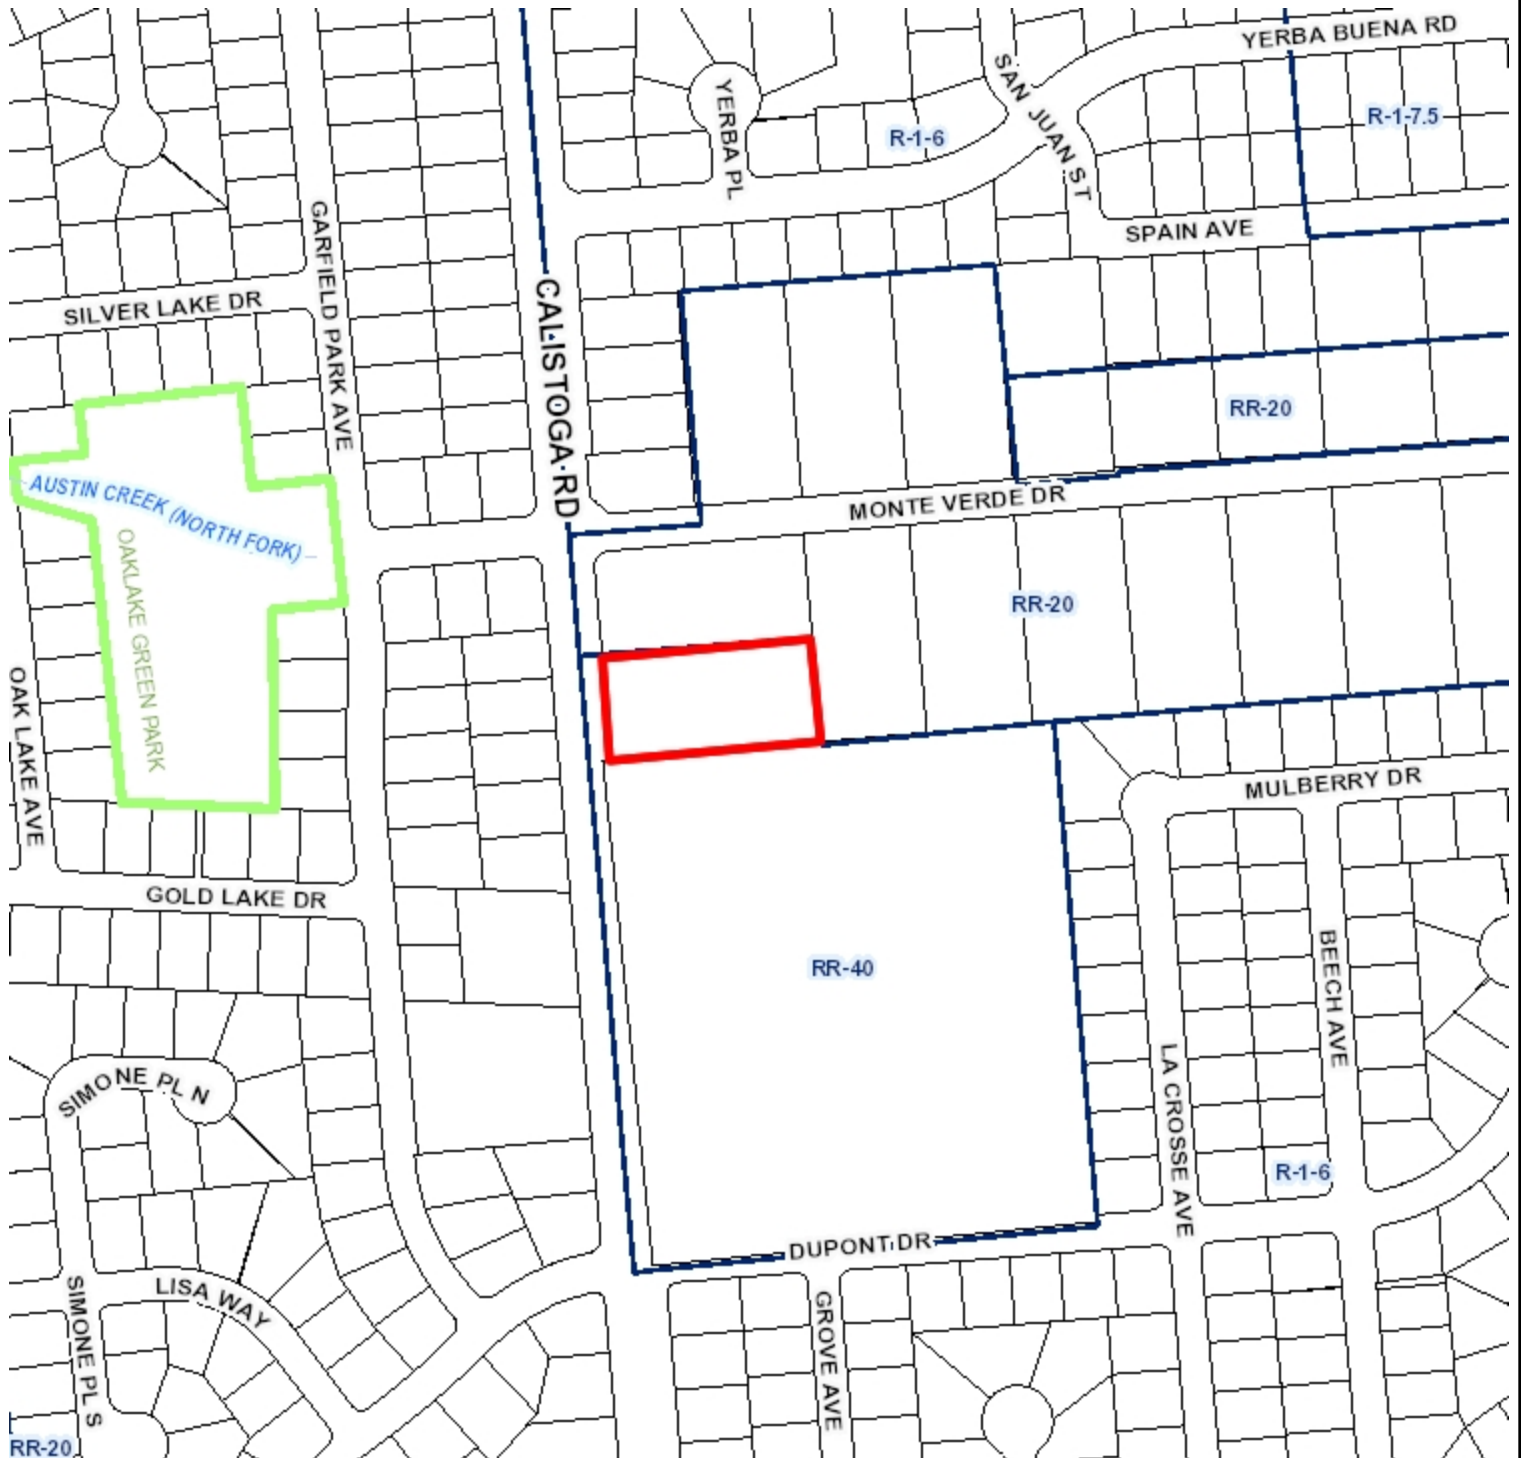 YERBA BUENA RD
SAN JUAN ST
YERBA PL
R-1-6
R-1-7.5
GARFIELD PARK AVE
SPAIN AVE
SILVER LAKE DR
CALISTOGA RD
RR-20
AUSTIN CREEK (NORTH FORK)
MONTE VERDE DR
OAKLAKE GREEN PARK
RR-20
OAK LAKE AVE
MULBERRY DR
GOLD LAKE DR
BEECH AVE
RR-40
SIMONE PL N
LA CROSSE AVE
R-1-6
DUPONT DR
LISA WAY
SIMONE PL S
GROVE AVE
RR-20